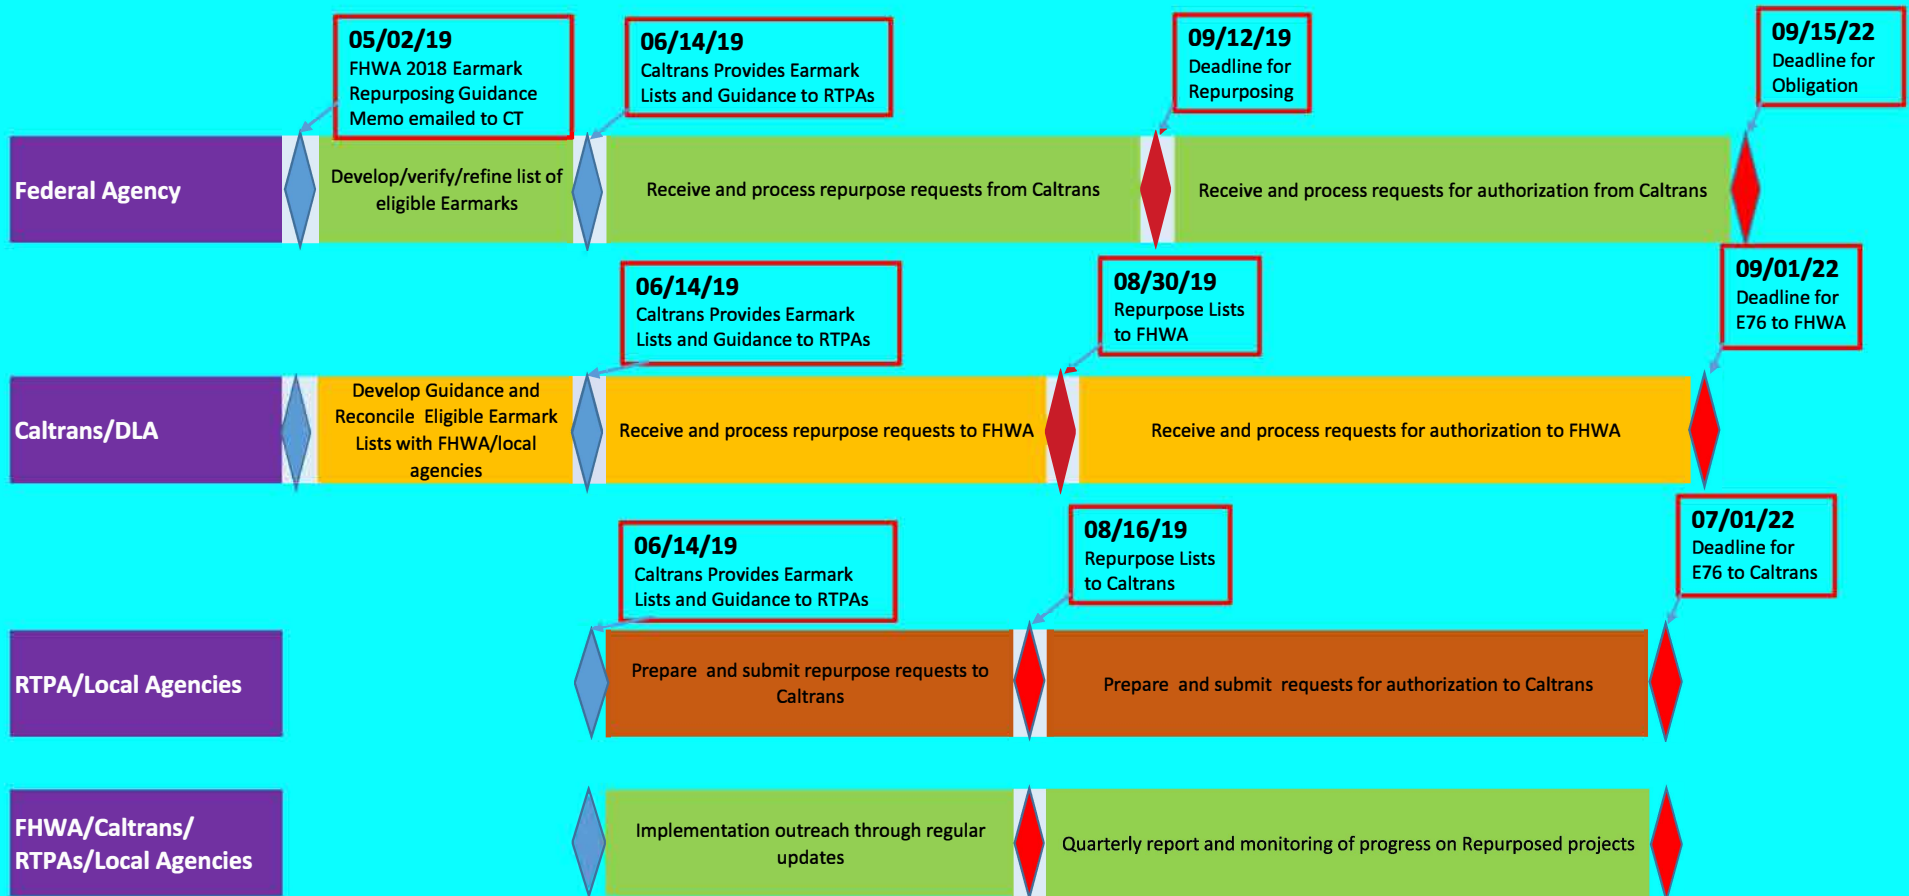 05/02/19
FHWA 2018 Earmark
Repurposing Guidance
Memo emailed to CT
06/14/19
Caltrans Provides Earmark
Lists and Guidance to RTPAs
09/12/19
Deadline for
Repurposing
09/15/22
Deadline for
Obligation
Federal Agency
Develop/verify/refine list of
eligible Earmarks
Receive and process repurpose requests from Caltrans
Receive and process requests for authorization from Caltrans
06/14/19
Caltrans Provides Earmark
Lists and Guidance to RTPAs
08/30/19
Repurpose Lists
to FHWA
09/01/22
Deadline for
E76 to FHWA
Caltrans/DLA
Develop Guidance and
Reconcile Eligible Earmark
Lists with FHWA/local
agencies
Receive and process repurpose requests to FHWA
Receive and process requests for authorization to FHWA
06/14/19
Caltrans Provides Earmark
Lists and Guidance to RTPAs
08/16/19
Repurpose Lists
to Caltrans
07/01/22
Deadline for
E76 to Caltrans
RTPA/Local Agencies
Prepare and submit repurpose requests to
Caltrans
Prepare and submit requests for authorization to Caltrans
FHWA/Caltrans/
RTPAs/Local Agencies
Implementation outreach through regular
updates
Quarterly report and monitoring of progress on Repurposed projects